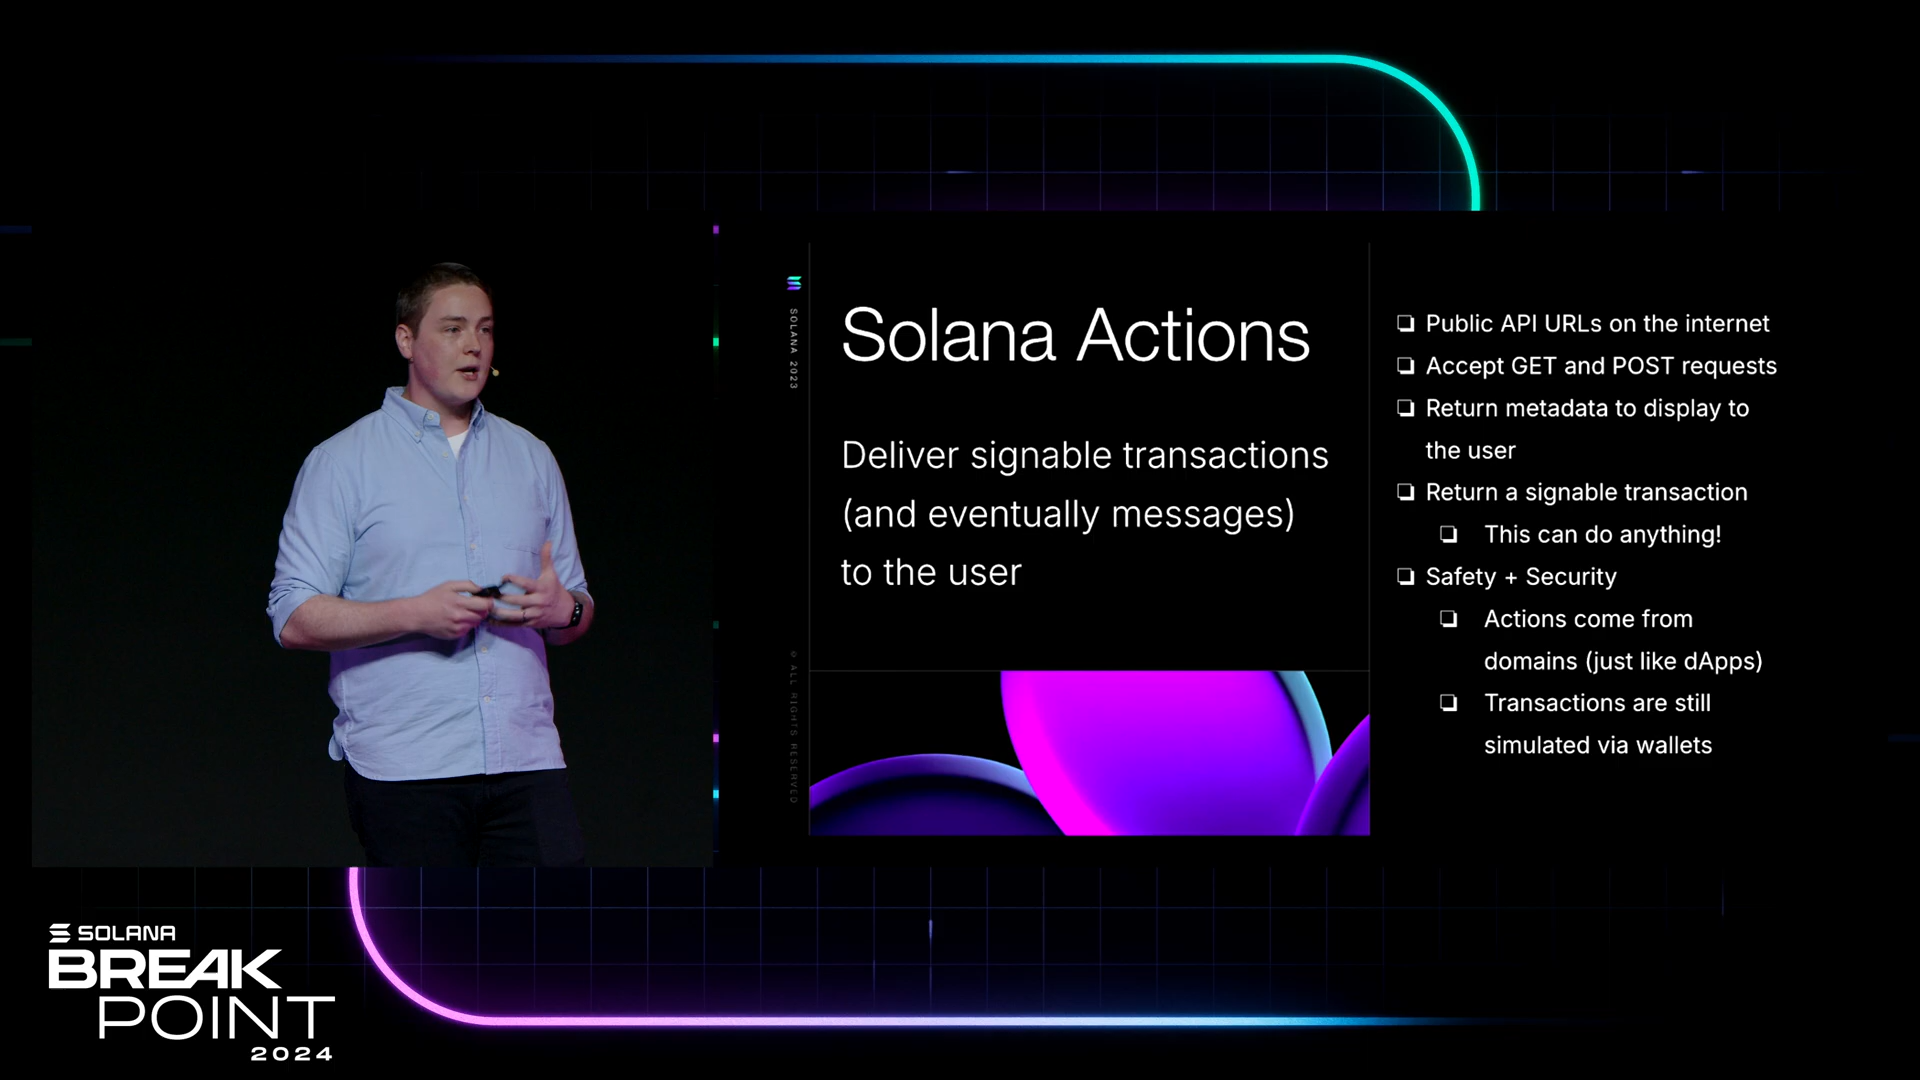 SOLANA 2023
© ALL RIGHTS RESERVED
Solana Actions
Deliver signable transactions
(and eventually messages)
to the user
❏ Public API URLs on the internet
❏ Accept GET and POST requests
❏ Return metadata to display to
the user
❏ Return a signable transaction
❏ This can do anything!
❏ Safety + Security
❏ Actions come from
domains (just like dApps)
❏ Transactions are still
simulated via wallets
SOLANA
BREAK
POINT
2024